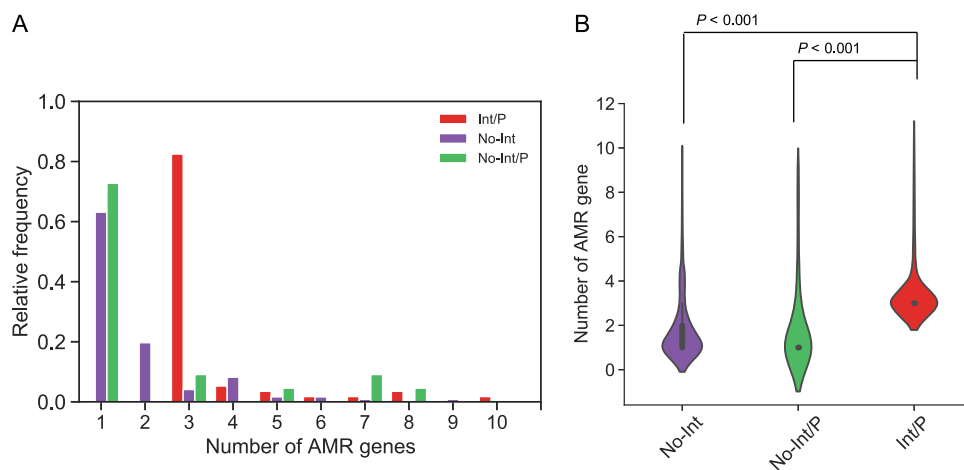 A
B
P < 0.001
P < 0.001
1.0
0.8
0.6
0.4
0.2
0.0
Relative frequency
Int/P
No-Int
No-Int/P
1 2 3 4 5 6 7 8 9 10
Number of AMR genes
12
10
8
6
4
2
0
Number of AMR gene
No-Int
No-Int/P
Int/P